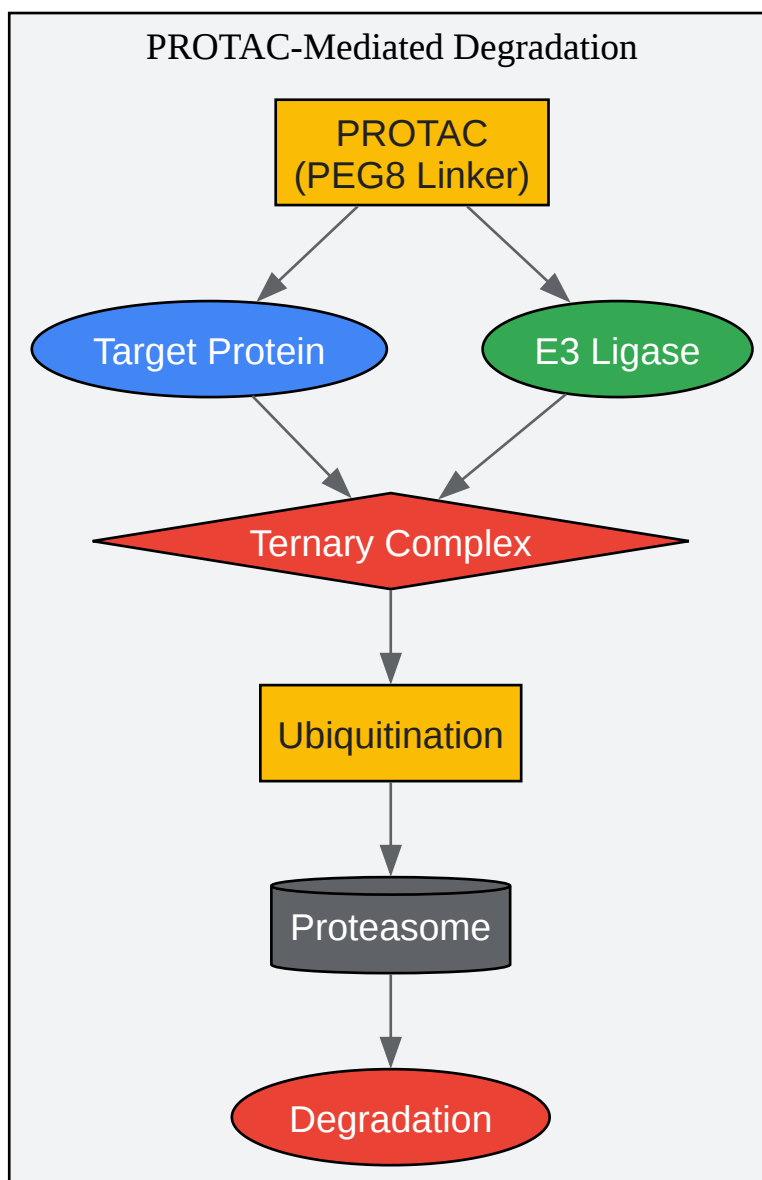 PROTAC-Mediated Degradation
PROTAC
(PEG8 Linker)
Target Protein
E3 Ligase
Ternary Complex
Ubiquitination
Proteasome
Degradation